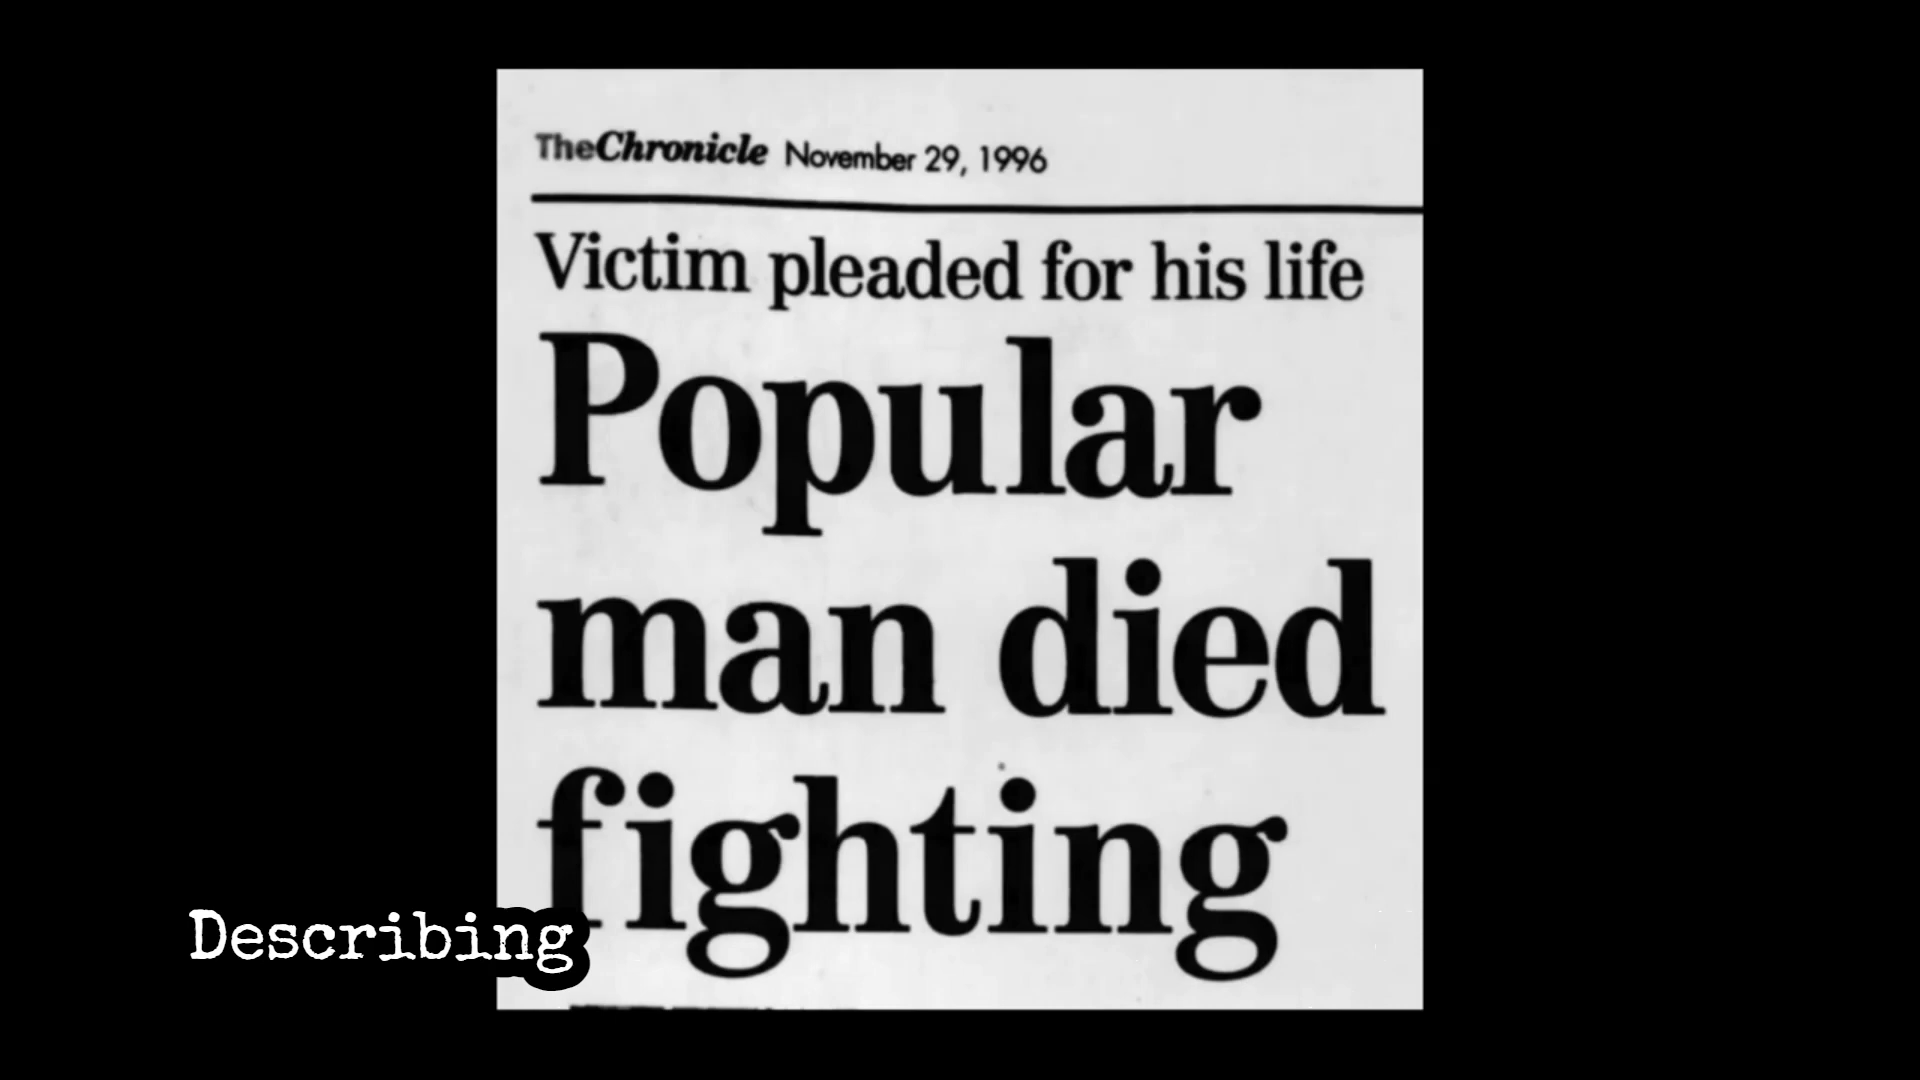 TheChronicle November 29, 1996
Victim pleaded for his life
Popular
man died
fighting
Describing